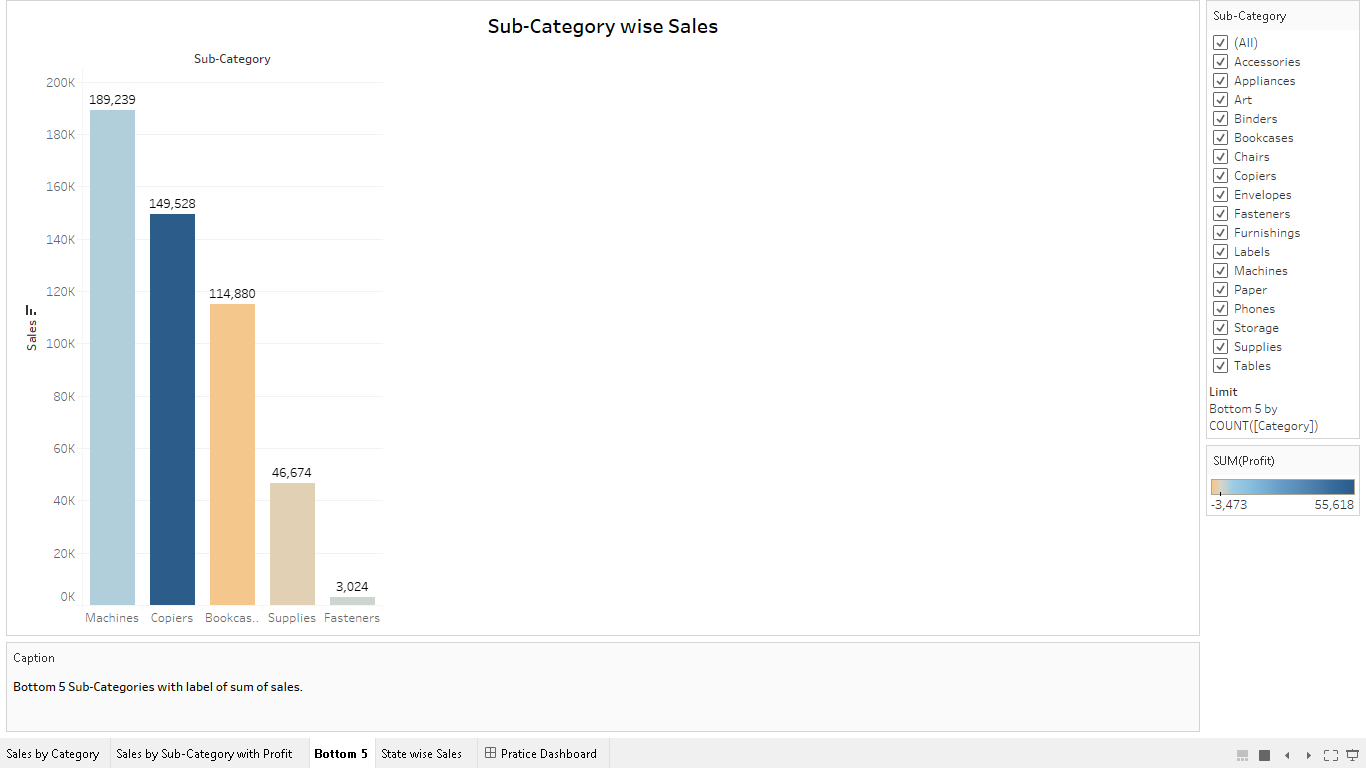 Sub-Category wise Sales
Sub-Category
200K
180K
160K
140K
120K
100K
80K
60K
40K
20K
0K
Sales
189,239
149,528
114,880
46,674
3,024
Machines Copiers Bookcas.. Supplies Fasteners
Sub-Category
(All)
Accessories
Appliances
Art
Binders
Bookcases
Chairs
Copiers
Envelopes
Fasteners
Furnishings
Labels
Machines
Paper
Phones
Storage
Supplies
Tables
Limit
Bottom 5 by
COUNT([Category])
SUM(Profit)
-3,473 55,618
Caption
Bottom 5 Sub-Categories with label of sum of sales.
Sales by Category Sales by Sub-Category with Profit Bottom 5 State wise Sales Pratice Dashboard